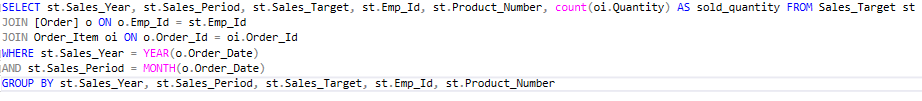 SELECT st.Sales_Year, st.Sales_Period, st.Sales_Target, st.Emp_Id, st.Product_Number, count(oi.Quantity) AS sold_quantity FROM Sales_Target st
JOIN [Order] o ON o.Emp_Id = st.Emp_Id
JOIN Order_Item oi ON o.Order_Id = oi.Order_Id
WHERE st.Sales_Year = YEAR(o.Order_Date)
AND st.Sales_Period = MONTH(o.Order_Date)
GROUP BY st.Sales_Year, st.Sales_Period, st.Sales_Target, st.Emp_Id, st.Product_Number